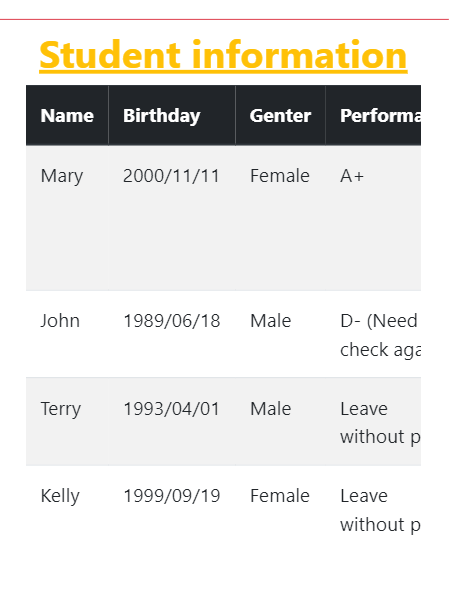 Student information
Name Birthday Genter Performa
Mary 2000/11/11 Female A+
John 1989/06/18 Male D- (Need
check aga
Terry 1993/04/01 Male Leave
without p
Kelly 1999/09/19 Female Leave
without p